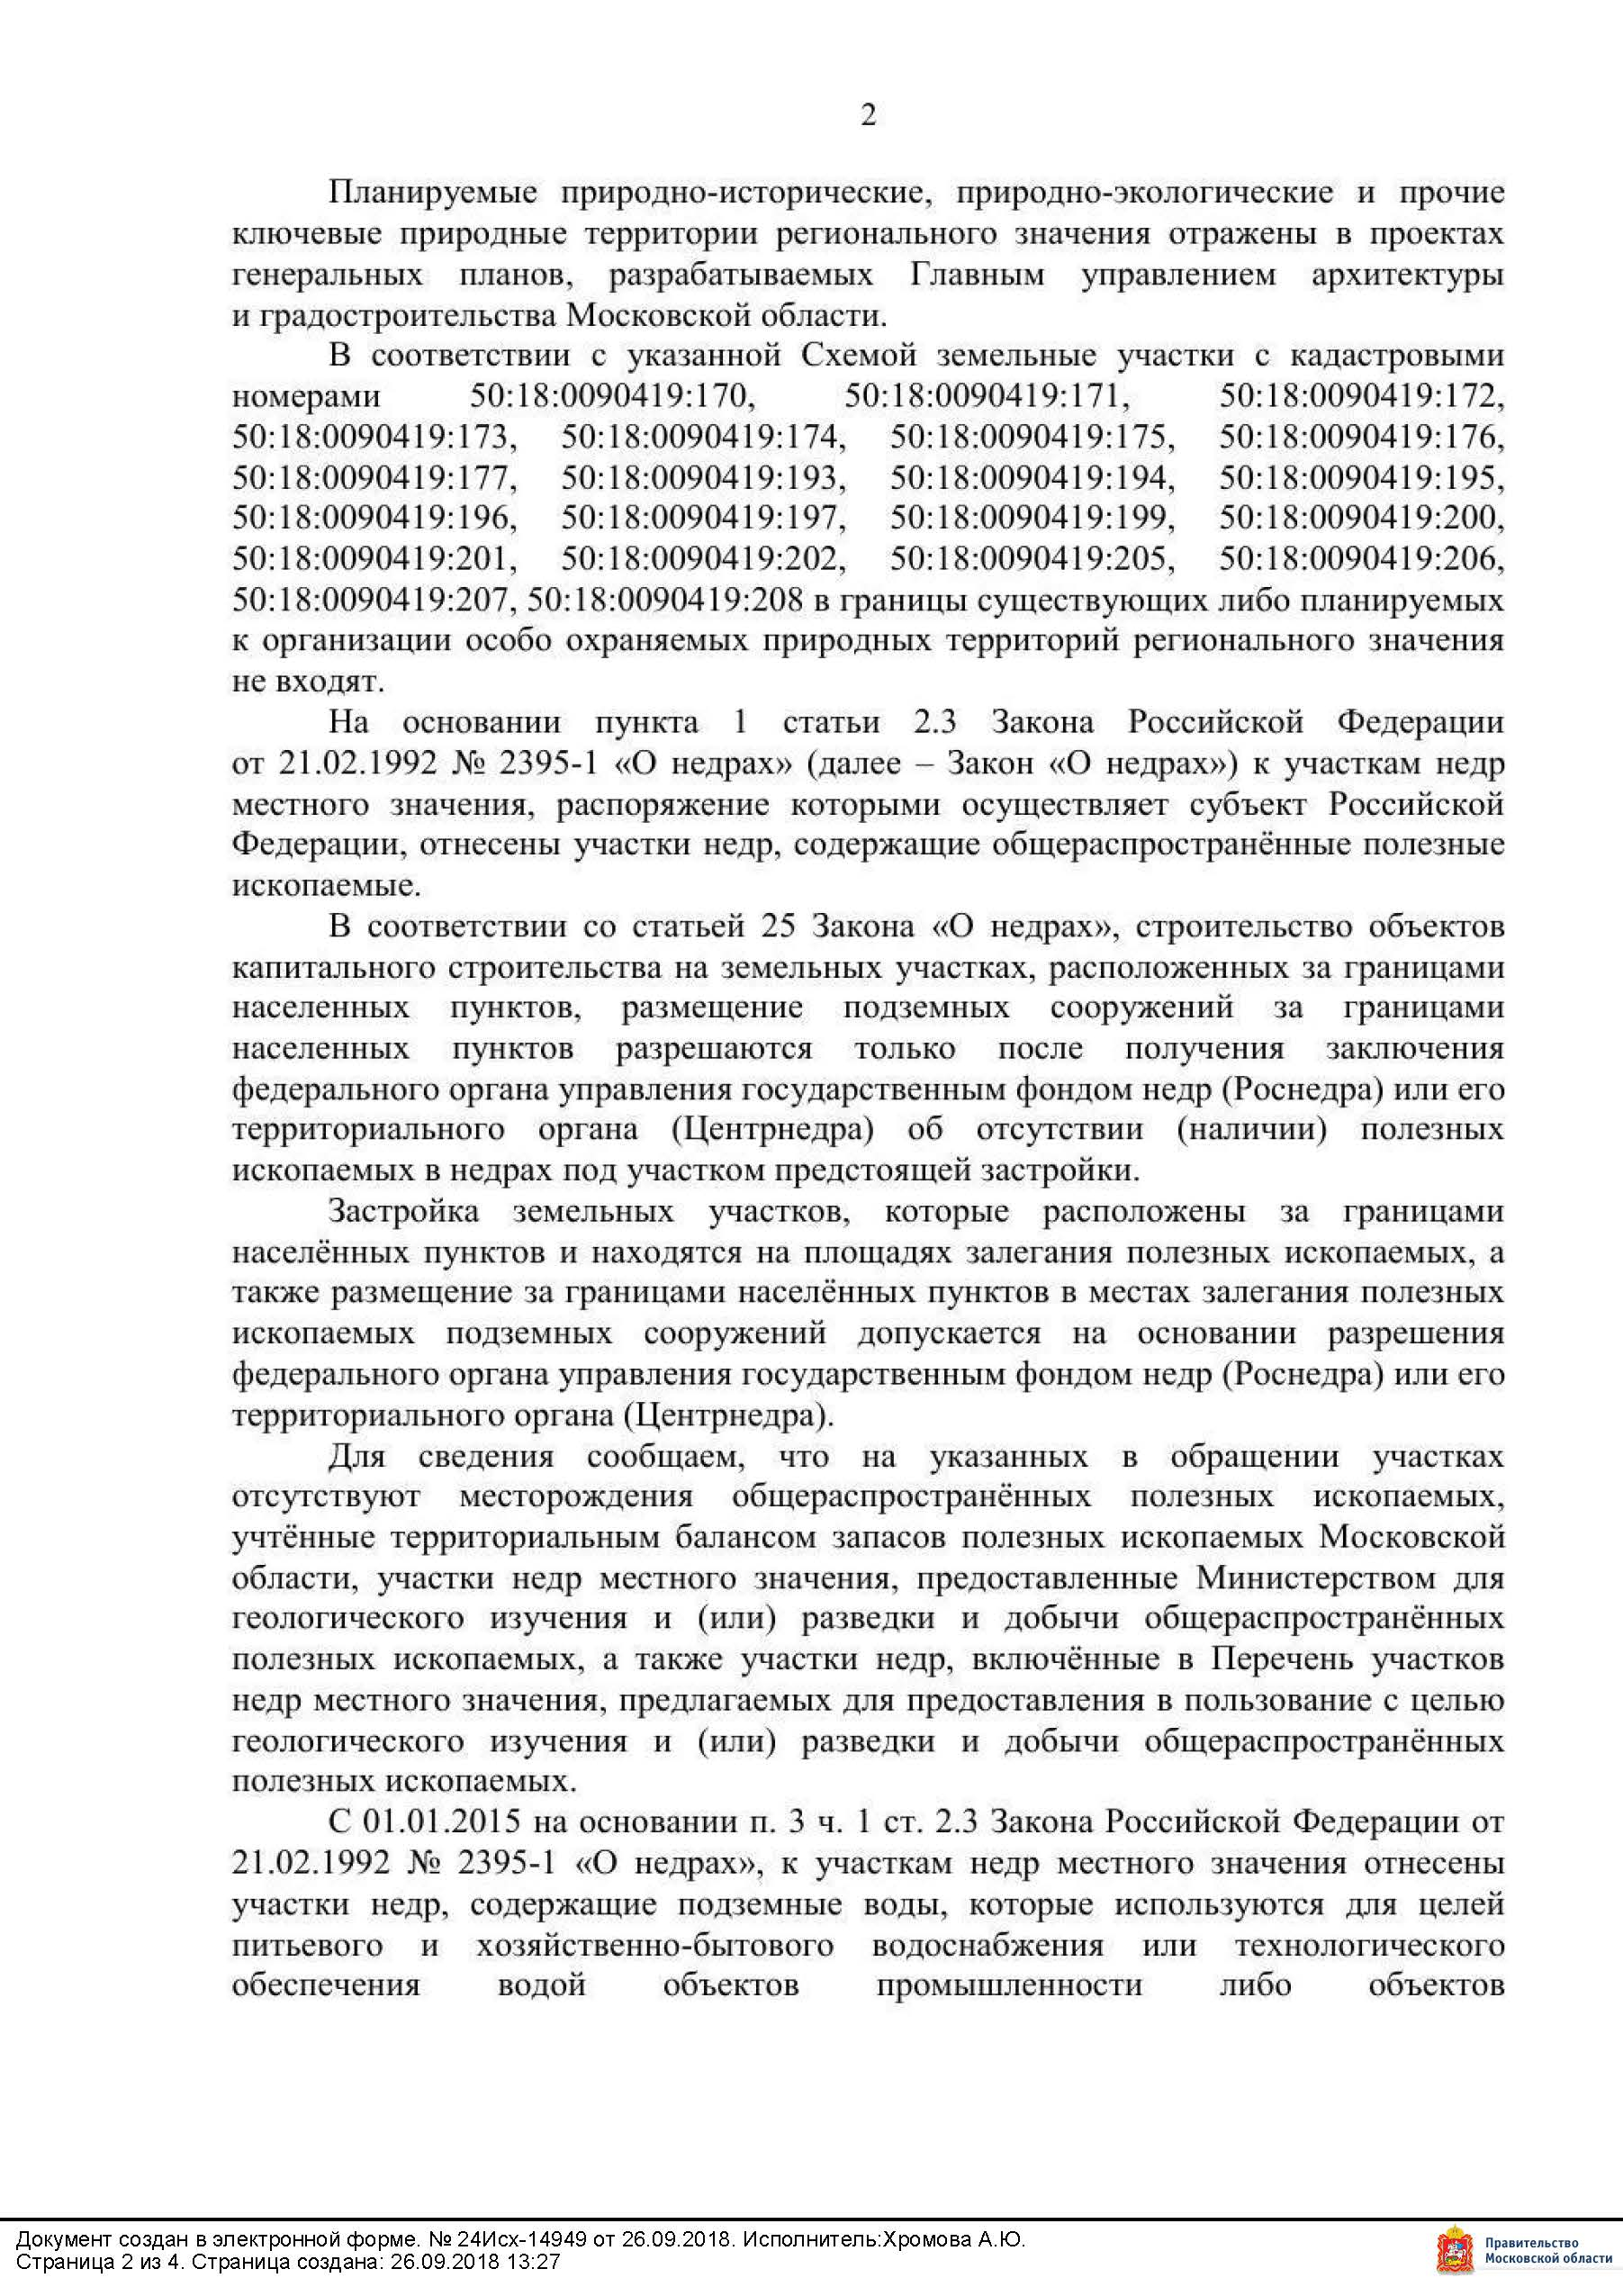 2
Планируемые природно-исторические, природно-экологические и прочие
ключевые природные территории регионального значения отражены в проектах
генеральных планов, разрабатываемых Главным управлением архитектуры
и градостроительства Московской области.
В соответствии с указанной Схемой земельные участки с кадастровыми
номерами 50:18:0090419:170, 50:18:0090419:171, 50:18:0090419:172,
50:18:0090419:173, 50:18:0090419:174, 50:18:0090419:175, 50:18:0090419:176,
50:18:0090419:177, 50:18:0090419:193, 50:18:0090419:194, 50:18:0090419:195,
50:18:0090419:196, 50:18:0090419:197, 50:18:0090419:199, 50:18:0090419:200,
50:18:0090419:201, 50:18:0090419:202, 50:18:0090419:205, 50:18:0090419:206,
50:18:0090419:207, 50:18:0090419:208 в границы существующих либо планируемых
к организации особо охраняемых природных территорий регионального значения
не входят.
На основании пункта 1 статьи 2.3 Закона Российской Федерации
от 21.02.1992 № 2395-1 «О недрах» (далее – Закон «О недрах») к участкам недр
местного значения, распоряжение которыми осуществляет субъект Российской
Федерации, отнесены участки недр, содержащие общераспространённые полезные
ископаемые.
В соответствии со статьей 25 Закона «О недрах», строительство объектов
капитального строительства на земельных участках, расположенных за границами
населенных пунктов, размещение подземных сооружений за границами
населенных пунктов разрешаются только после получения заключения
федерального органа управления государственным фондом недр (Роснедра) или его
территориального органа (Центрнедра) об отсутствии (наличии) полезных
ископаемых в недрах под участком предстоящей застройки.
Застройка земельных участков, которые расположены за границами
населённых пунктов и находятся на площадях залегания полезных ископаемых, а
также размещение за границами населённых пунктов в местах залегания полезных
ископаемых подземных сооружений допускается на основании разрешения
федерального органа управления государственным фондом недр (Роснедра) или его
территориального органа (Центрнедра).
Для сведения сообщаем, что на указанных в обращении участках
отсутствуют месторождения общераспространённых полезных ископаемых,
учтённые территориальным балансом запасов полезных ископаемых Московской
области, участки недр местного значения, предоставленные Министерством для
геологического изучения и (или) разведки и добычи общераспространённых
полезных ископаемых, а также участки недр, включённые в Перечень участков
недр местного значения, предлагаемых для предоставления в пользование с целью
геологического изучения и (или) разведки и добычи общераспространённых
полезных ископаемых.
С 01.01.2015 на основании п. 3 ч. 1 ст. 2.3 Закона Российской Федерации от
21.02.1992 № 2395-1 «О недрах», к участкам недр местного значения отнесены
участки недр, содержащие подземные воды, которые используются для целей
питьевого и хозяйственно-бытового водоснабжения или технологического
обеспечения водой объектов промышленности либо объектов
Документ создан в электронной форме. № 24Исх-14949 от 26.09.2018. Исполнитель:Хромова А.Ю.
Страница 2 из 4. Страница создана: 26.09.2018 13:27
Правительство
Московской области